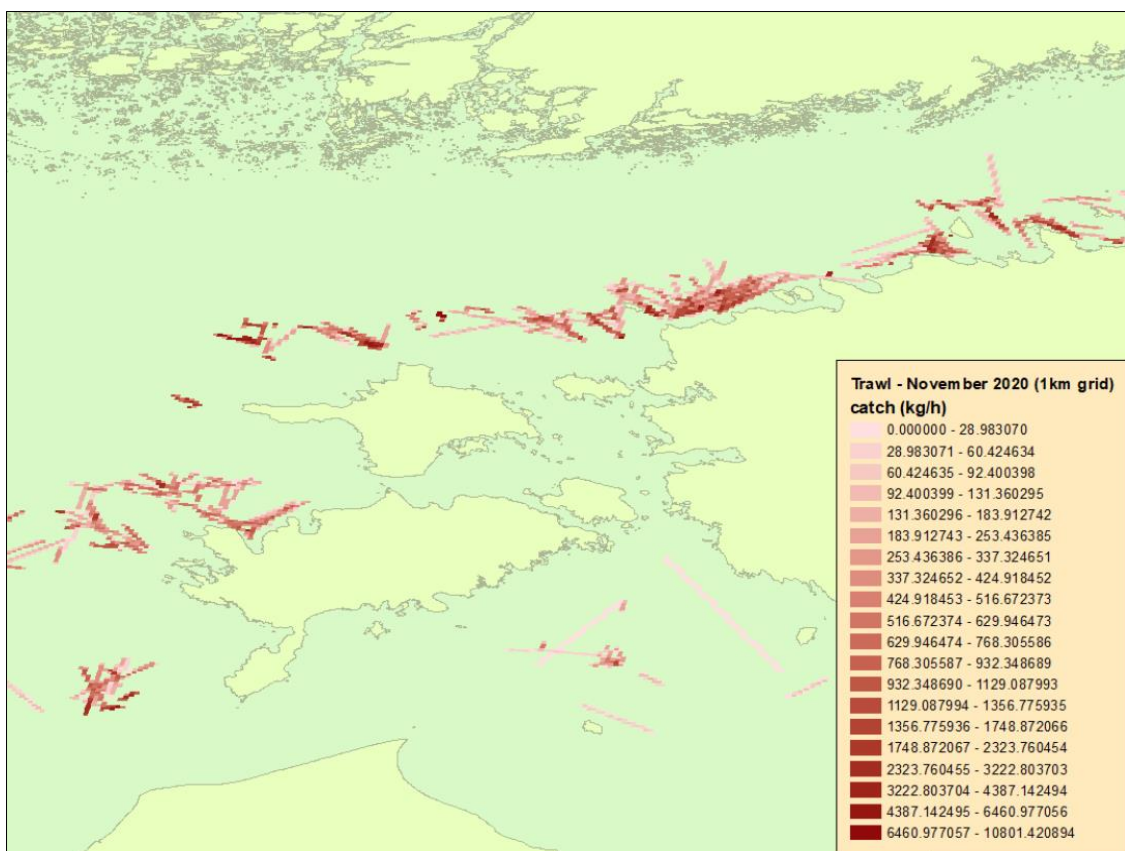 Trawl - November 2020 (1km grid)
catch (kg/h)
0.000000 - 28.983070
28.983071 - 60.424634
60.424635 - 92.400398
92.400399 - 131.360295
131.360296 - 183.912742
183.912743 - 253.436385
253.436386 - 337.324651
337.324652 - 424.918452
424.918453 - 516.672373
516.672374 - 629.946473
629.946474 - 768.305586
768.305587 - 932.348689
932.348690 - 1129.087993
1129.087994 - 1356.775935
1356.775936 - 1748.872066
1748.872067 - 2323.760454
2323.760455 - 3222.803703
3222.803704 - 4387.142494
4387.142495 - 6460.977056
6460.977057 - 10801.420894